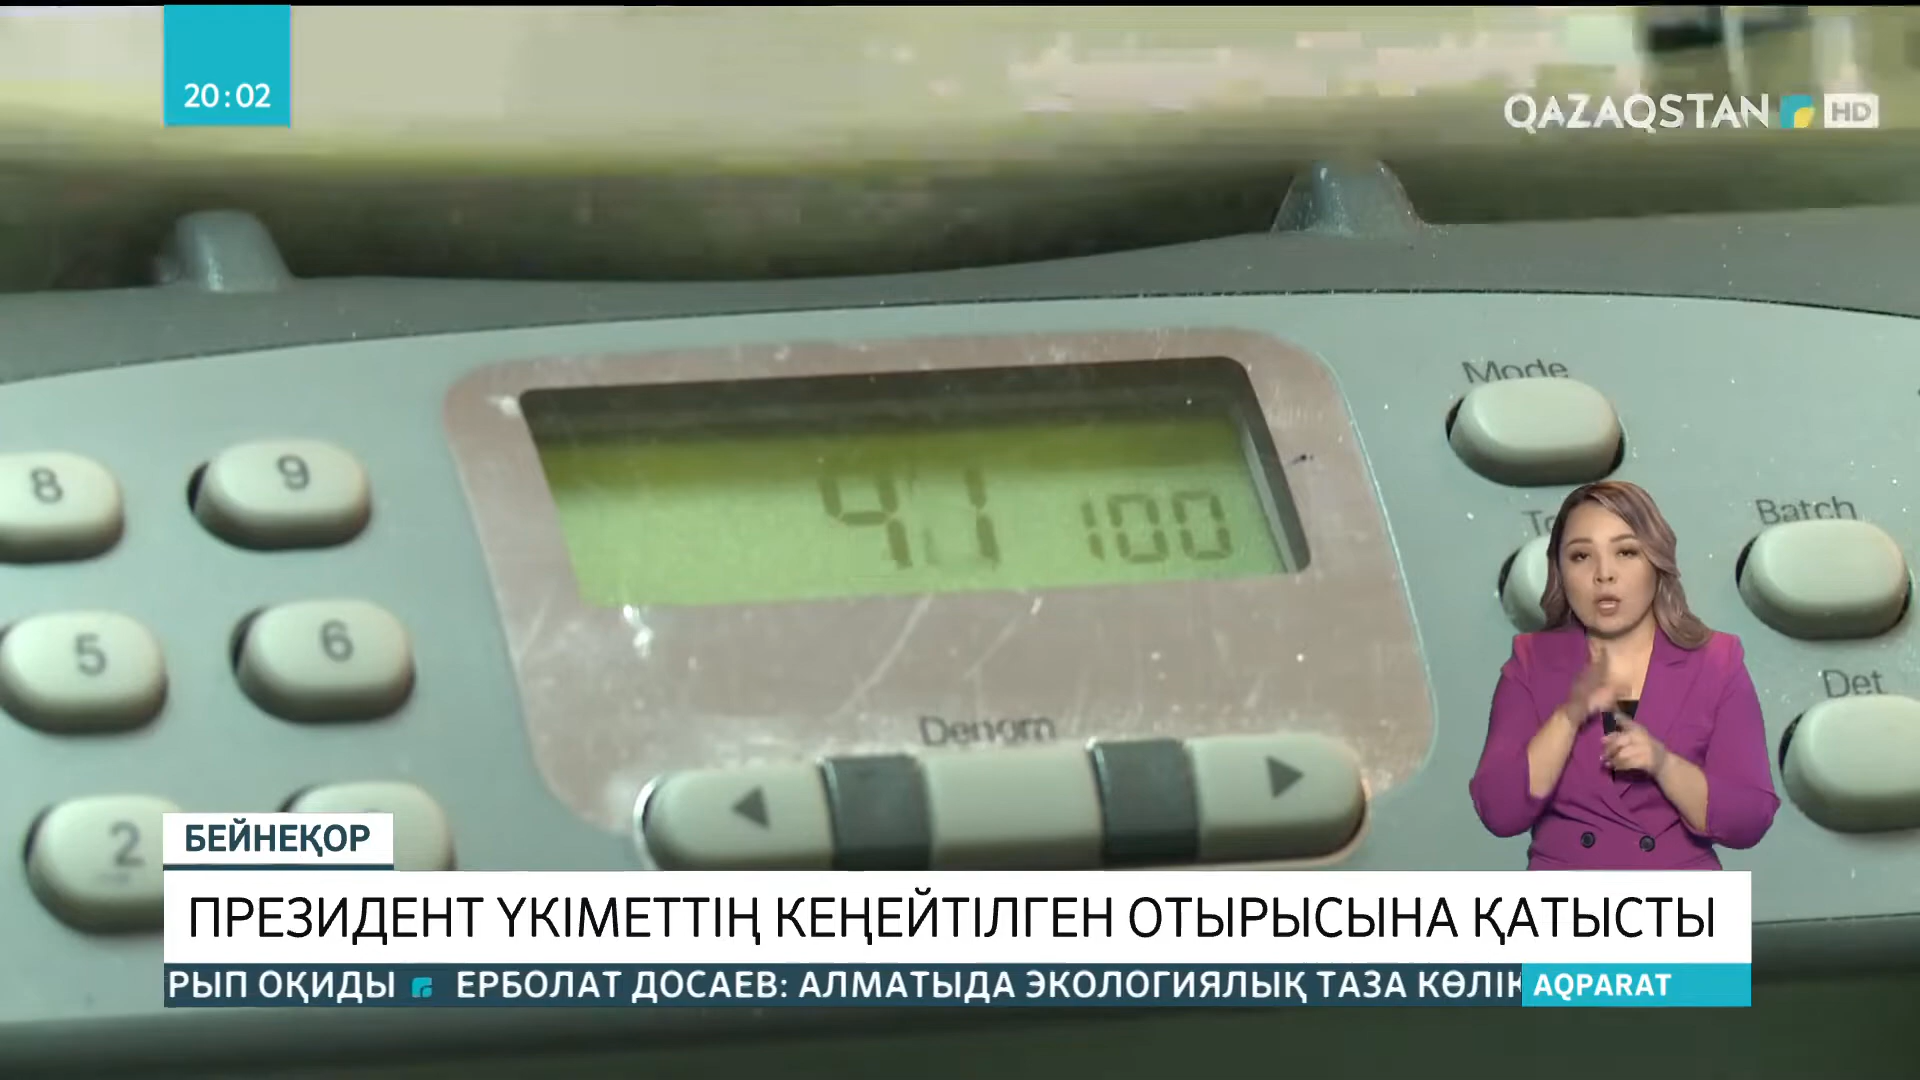 20:02
QAZAQSTAN HD
Mode
100
8
9
Batch
5
6
Det
Denom
2
БЕЙНЕҚОР
ПРЕЗИДЕНТ ҮКІМЕТТІҢ КЕҢЕЙТІЛГЕН ОТЫРЫСЫНА ҚАТЫСТЫ
РЫП ОҚИДЫ ЕРБОЛАТ ДОСАЕВ: АЛМАТЫДА ЭКОЛОГИЯЛЫҚ ТАЗА КӨЛІК
AQPARAT